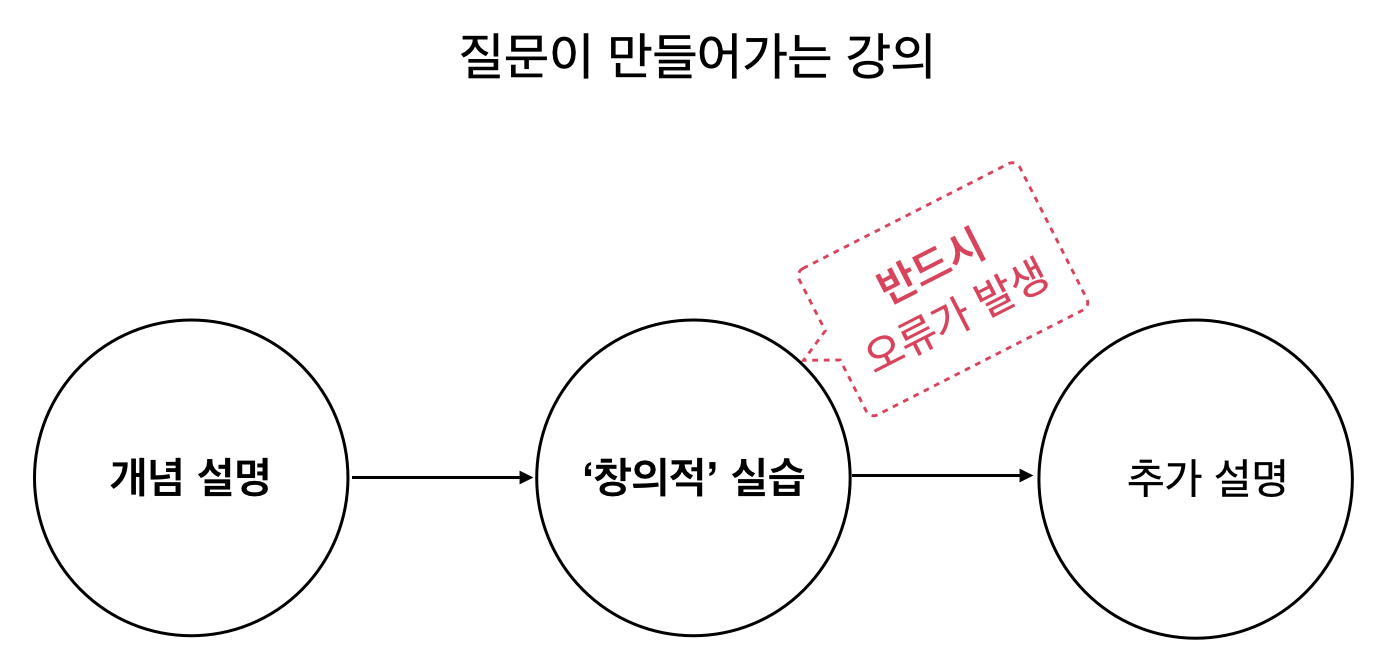 질문이 만들어가는 강의
반드시
오류가 발생
개념 설명
‘창의적’ 실습
추가 설명